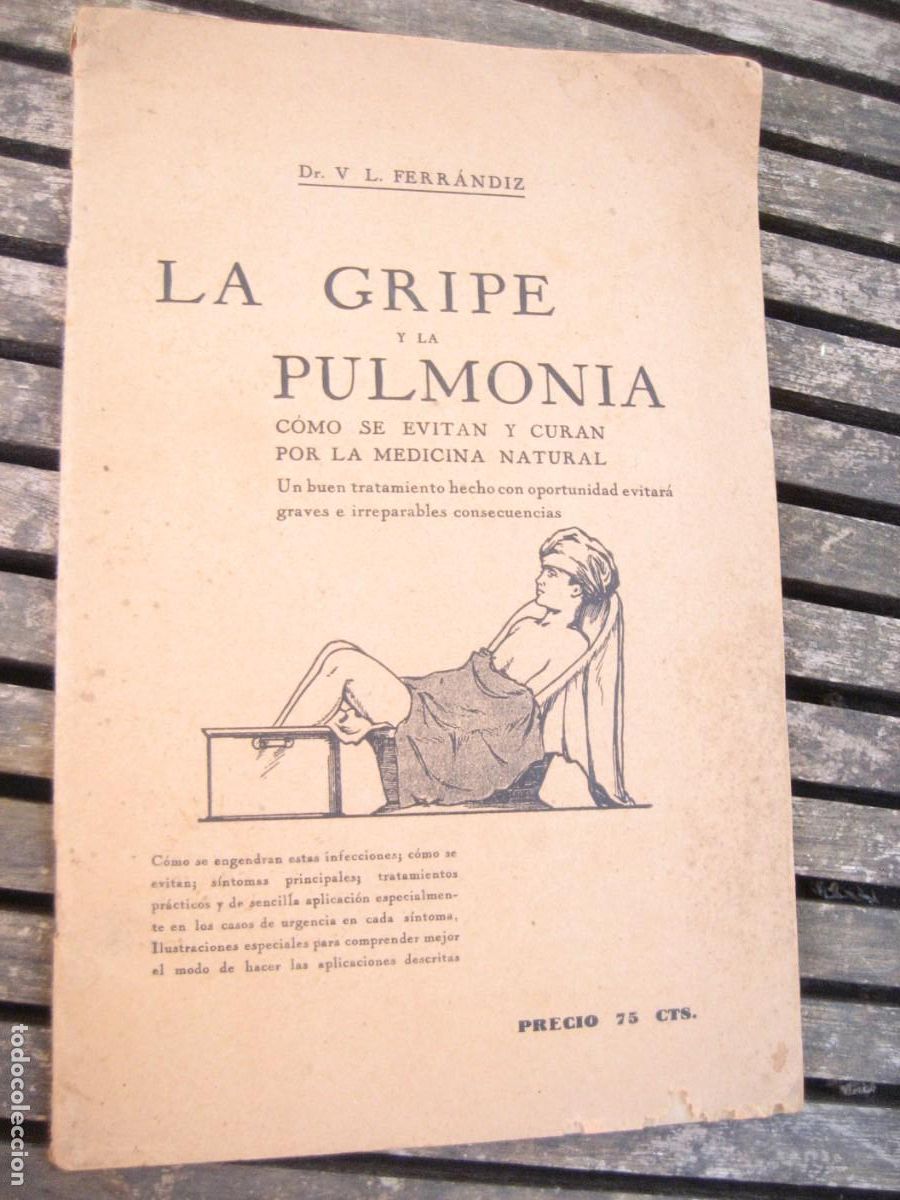 Dr. V L. FERRÁNDIZ
LA GRIPE
Y LA
PULMONIA
CÓMO SE EVITAN Y CURAN
POR LA MEDICINA NATURAL
Un buen tratamiento hecho con oportunidad evitará
graves e irreparables consecuencias
Cómo se engendran estas infecciones; cómo se
evitan; síntomas principales; tratamientos
prácticos y de sencilla aplicación especialmen-
te en los casos de urgencia en cada síntoma.
Ilustraciones especiales para comprender mejor
el modo de hacer las aplicaciones descritas
PRECIO 75 CTS.
todocoleccion